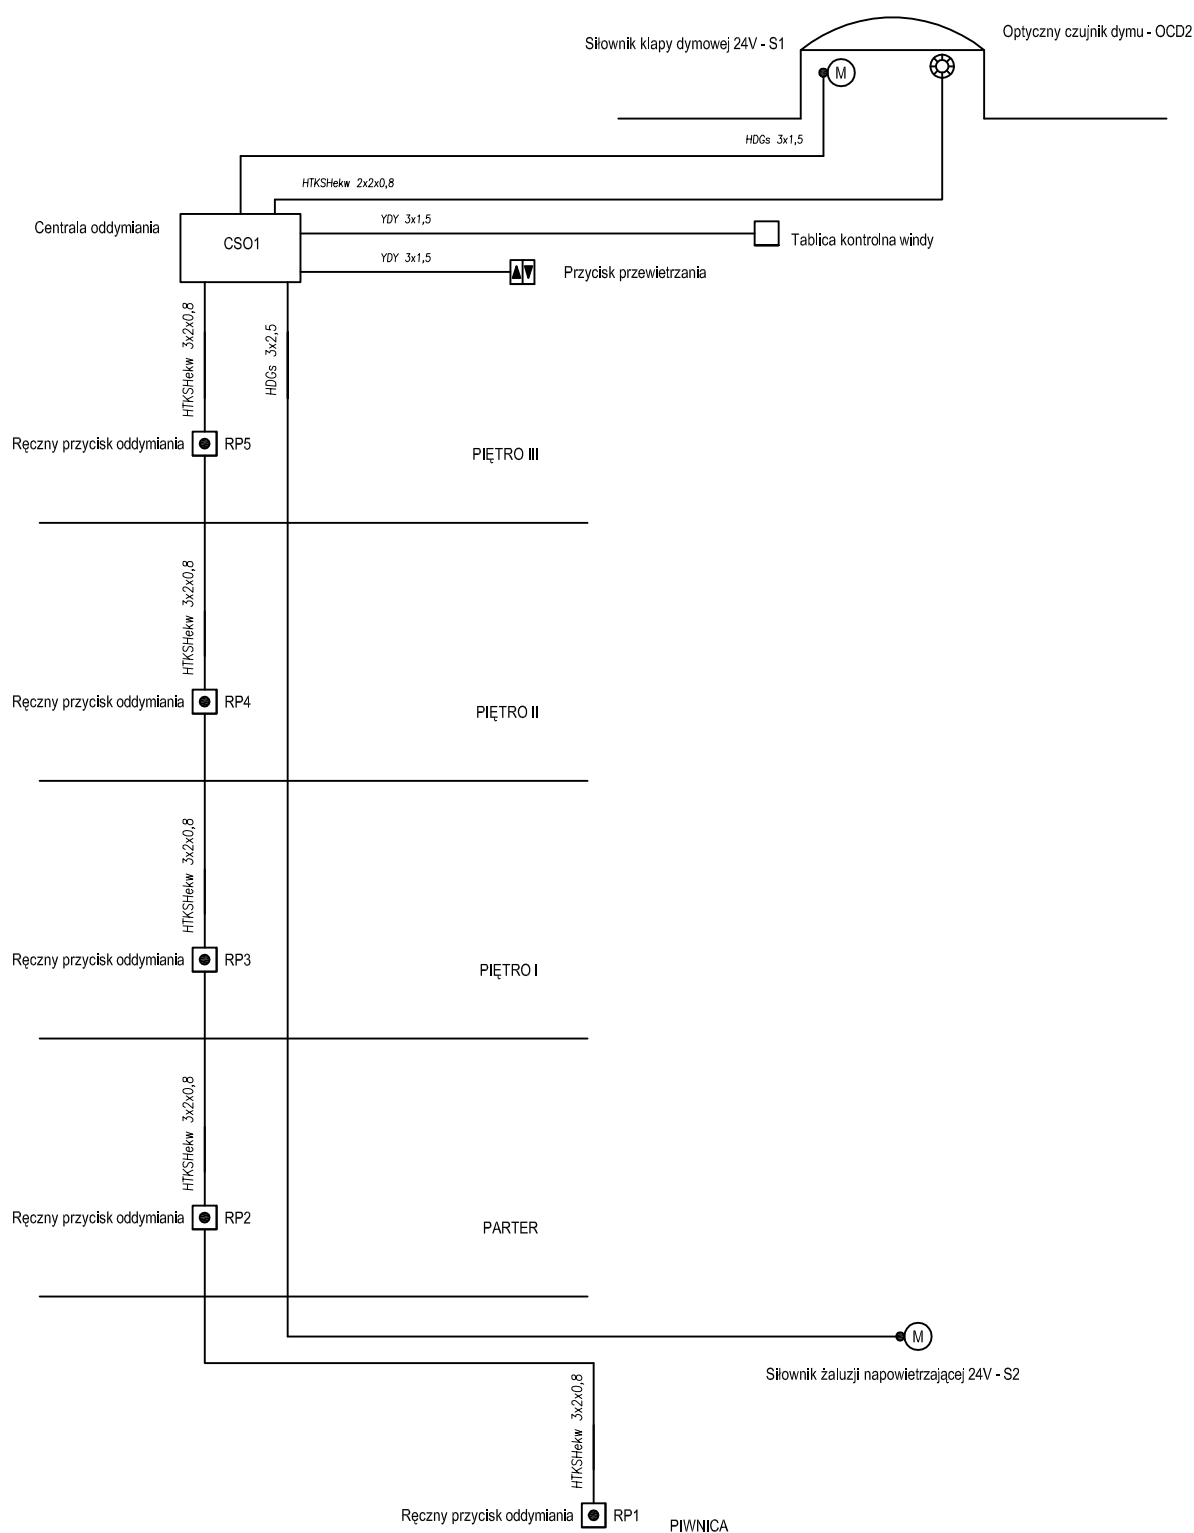 Optyczny czujnik dymu - OCD2
Siłownik klapy dymowej 24V - S1
M
HDGs 3x1,5
HTKSHekw 2x2x0,8
YDY 3x1,5
Centrala oddymiania
CSO1
Tablica kontrolna windy
YDY 3x1,5
Przycisk przewietrzania
HTKSHekw 3x2x0,8
HDGs 3x2,5
Ręczny przycisk oddymiania
RP5
PIĘTRO III
HTKSHekw 3x2x0,8
Ręczny przycisk oddymiania
RP4
PIĘTRO II
HTKSHekw 3x2x0,8
Ręczny przycisk oddymiania
RP3
PIĘTRO I
HTKSHekw 3x2x0,8
Ręczny przycisk oddymiania
RP2
PARTER
M
Siłownik żaluzji napowietrzającej 24V - S2
HTKSHekw 3x2x0,8
Ręczny przycisk oddymiania
RP1
PIWNICA